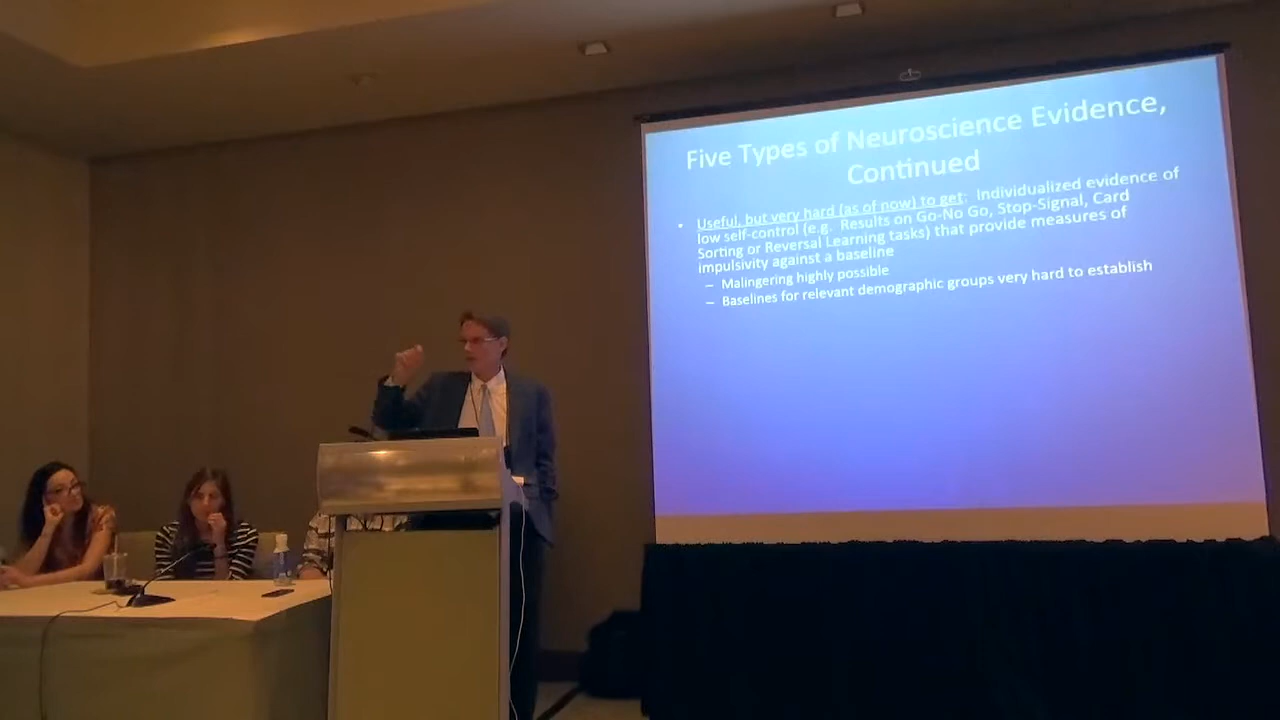 Five Types of Neuroscience Evidence,
Continued
• Useful, but very hard (as of now) to get: Individualized evidence of
low self-control (e.g. Results on Go-No Go, Stop-Signal, Card
Sorting or Reversal Learning tasks) that provide measures of
impulsivity against a baseline
– Malingering highly possible
– Baselines for relevant demographic groups very hard to establish